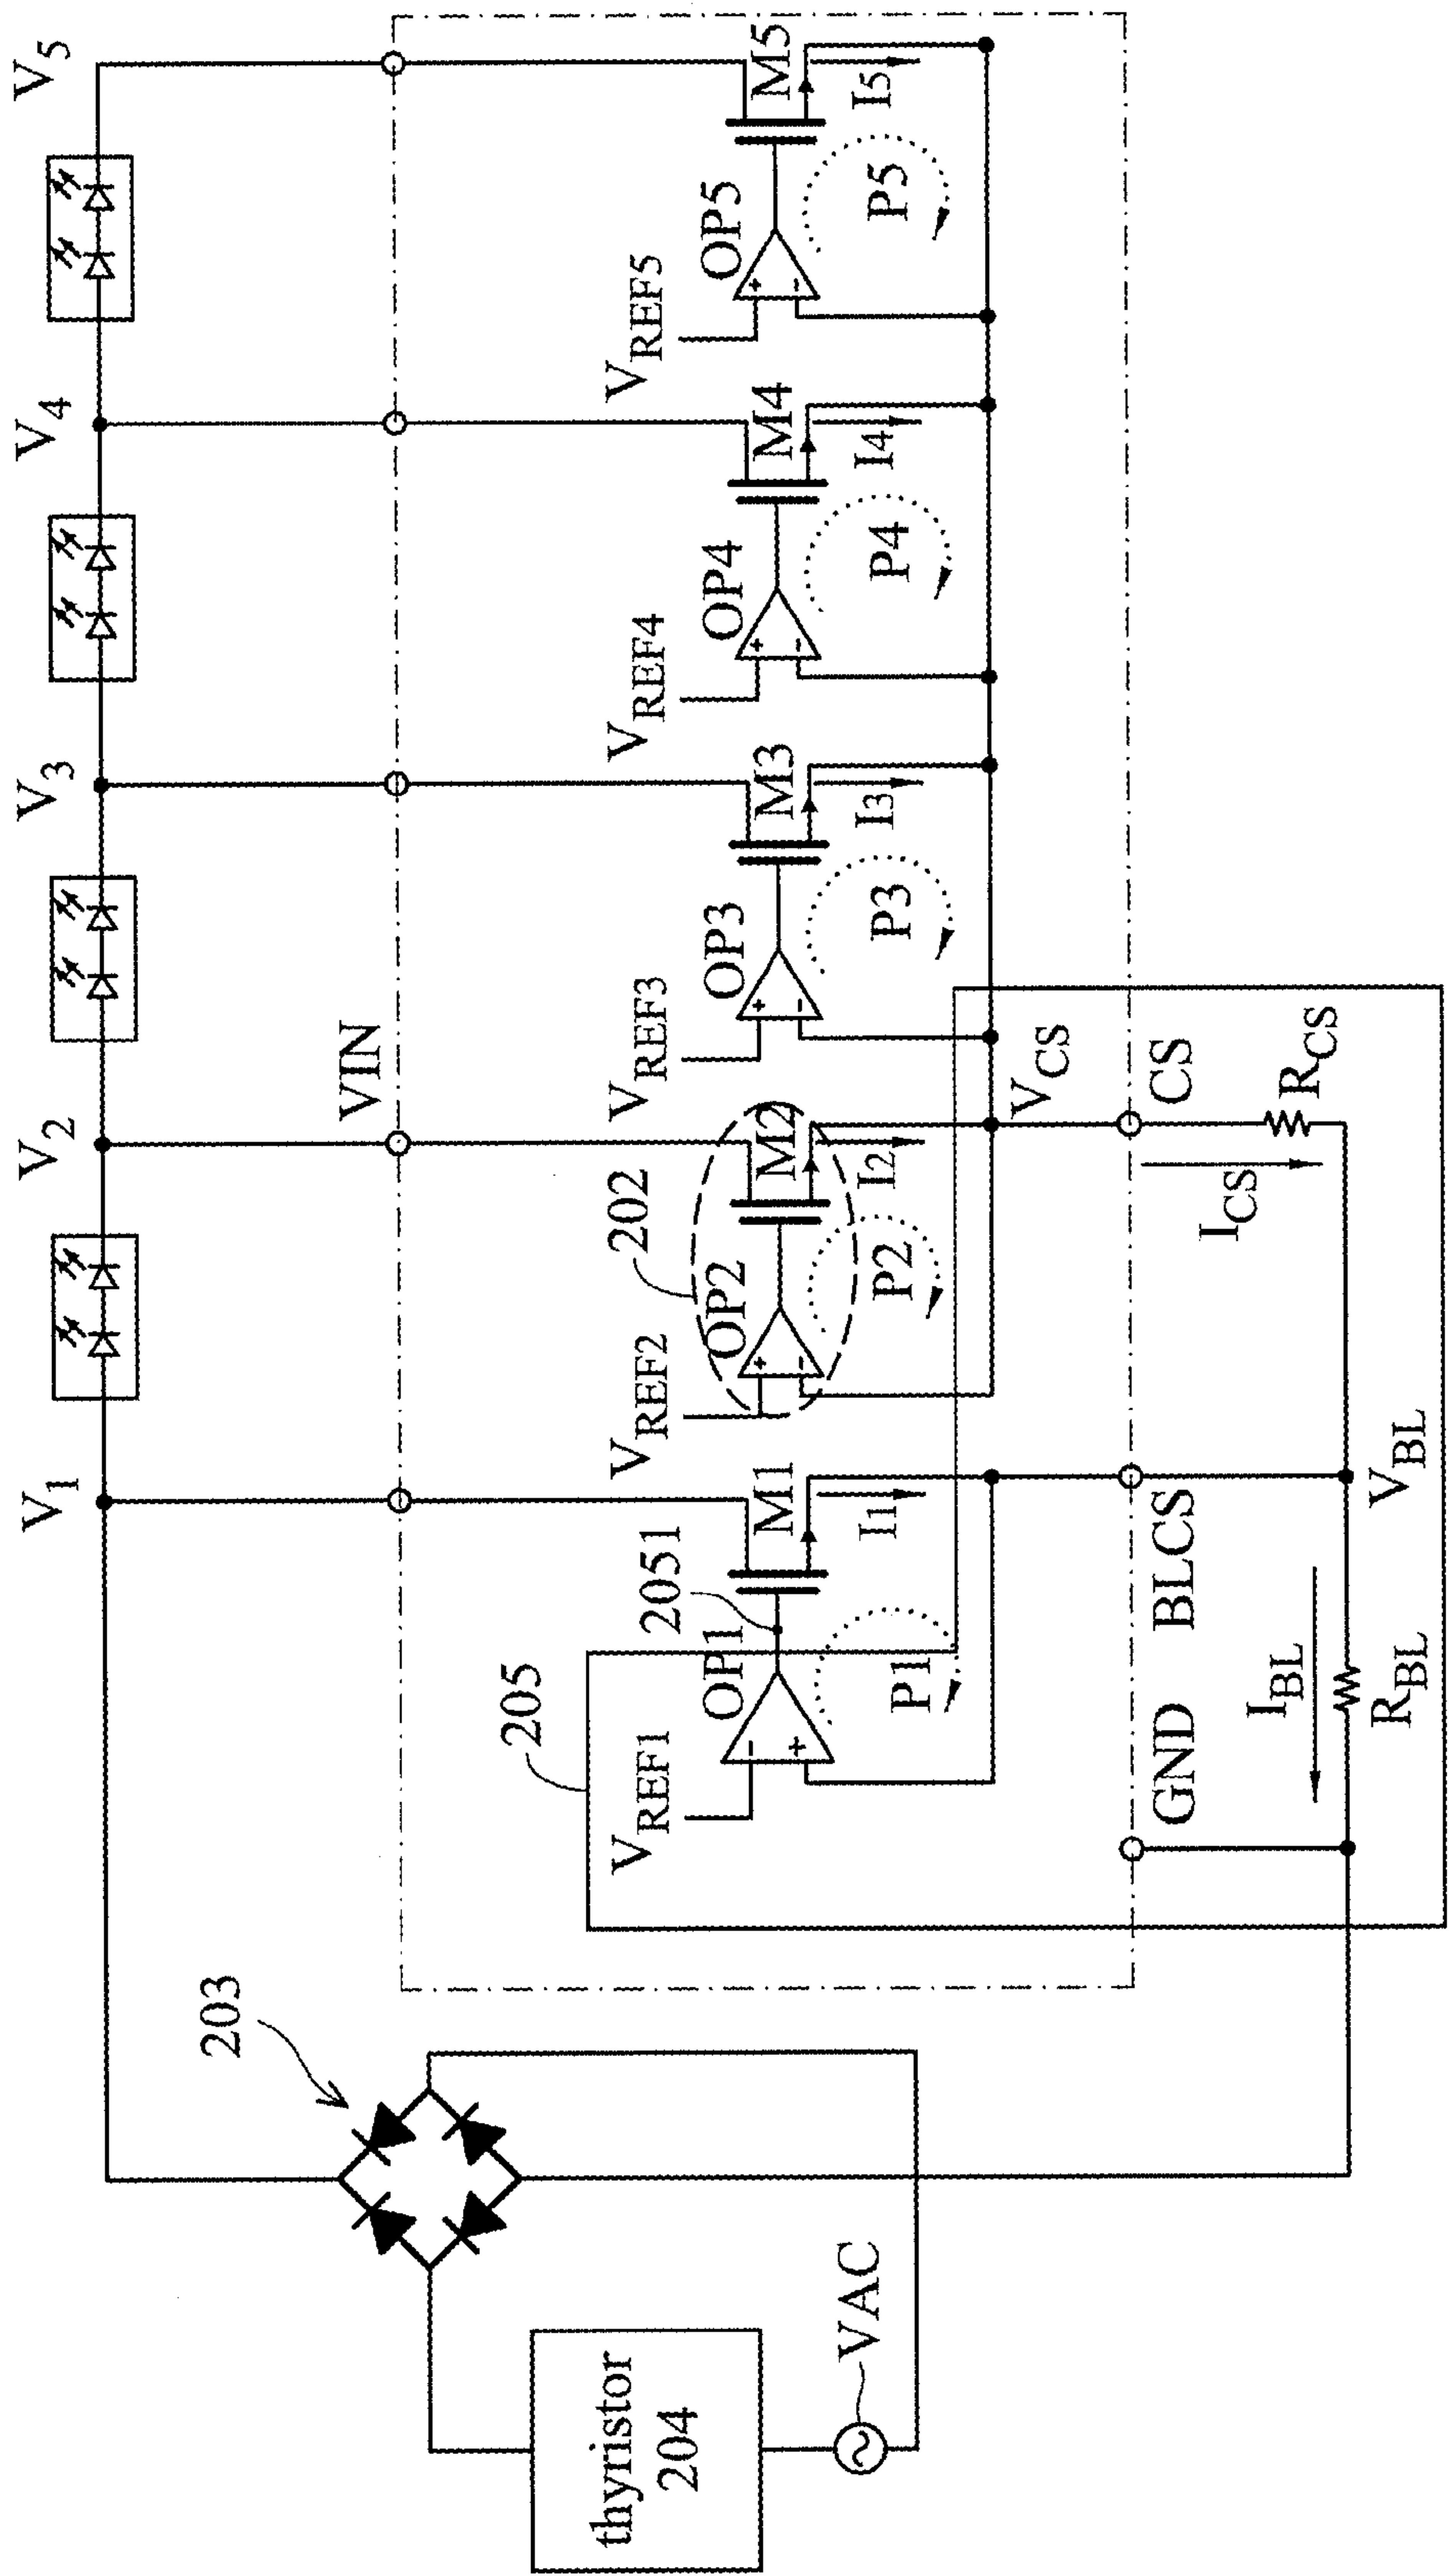 V1 V2 V3 V4 V5
203
VIN
thyristor
204
VAC
205
2051
202
VREF1 VREF2 VREF3 VREF4 VREF5
OP1 OP2 OP3 OP4 OP5
M1 M2 M3 M4 M5
- + + - + - + - + -
I1 I2 I3 I4 I5
P1 P2 P3 P4 P5
VCS
GND BLCS CS
ICS
RCS
IBL
RBL
VBL